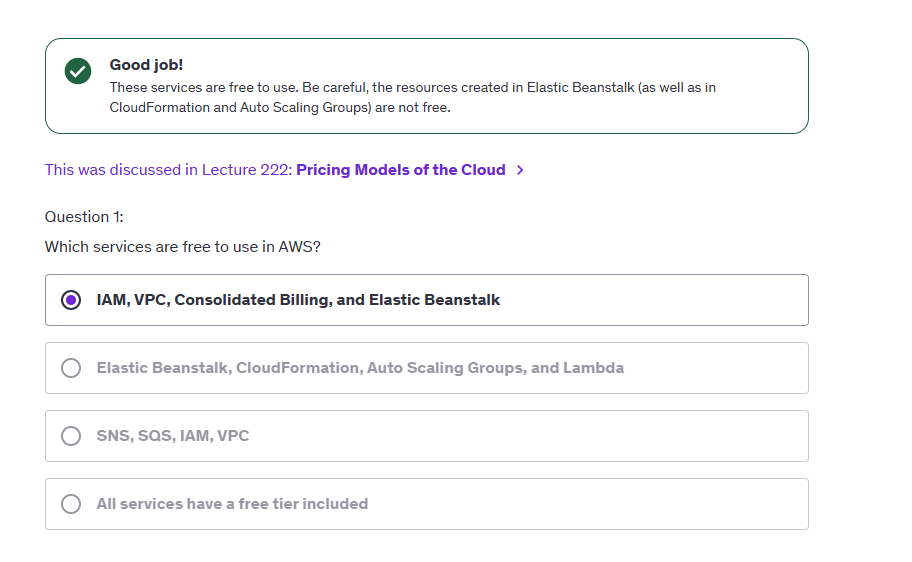 Good job!
These services are free to use. Be careful, the resources created in Elastic Beanstalk (as well as in
CloudFormation and Auto Scaling Groups) are not free.
This was discussed in Lecture 222: Pricing Models of the Cloud >
Question 1:
Which services are free to use in AWS?
IAM, VPC, Consolidated Billing, and Elastic Beanstalk
Elastic Beanstalk, CloudFormation, Auto Scaling Groups, and Lambda
SNS, SQS, IAM, VPC
All services have a free tier included